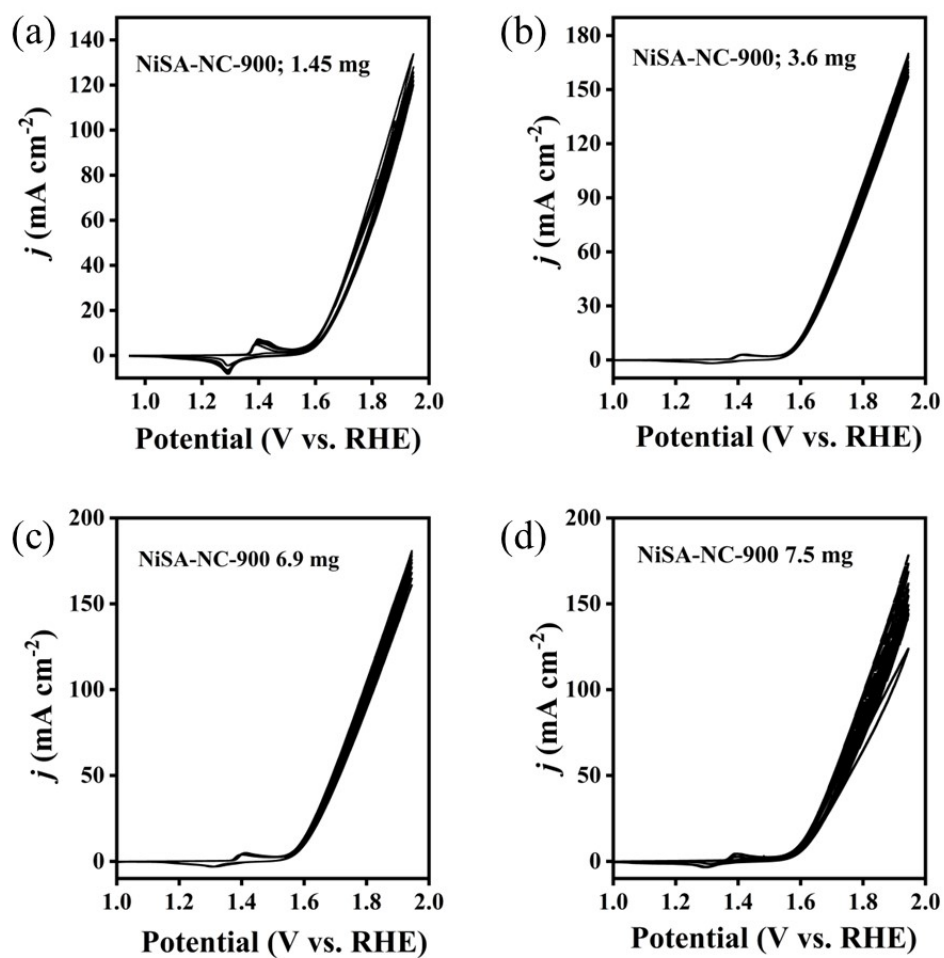 (a)
NiSA-NC-900; 1.45 mg
140
120
100
80
60
40
20
0
j (mA cm⁻²)
1.0 1.2 1.4 1.6 1.8 2.0
Potential (V vs. RHE)
(b)
NiSA-NC-900; 3.6 mg
180
150
120
90
60
30
0
j (mA cm⁻²)
1.0 1.2 1.4 1.6 1.8 2.0
Potential (V vs. RHE)
(c)
NiSA-NC-900 6.9 mg
200
150
100
50
0
j (mA cm⁻²)
1.0 1.2 1.4 1.6 1.8 2.0
Potential (V vs. RHE)
(d)
NiSA-NC-900 7.5 mg
200
150
100
50
0
j (mA cm⁻²)
1.0 1.2 1.4 1.6 1.8 2.0
Potential (V vs. RHE)